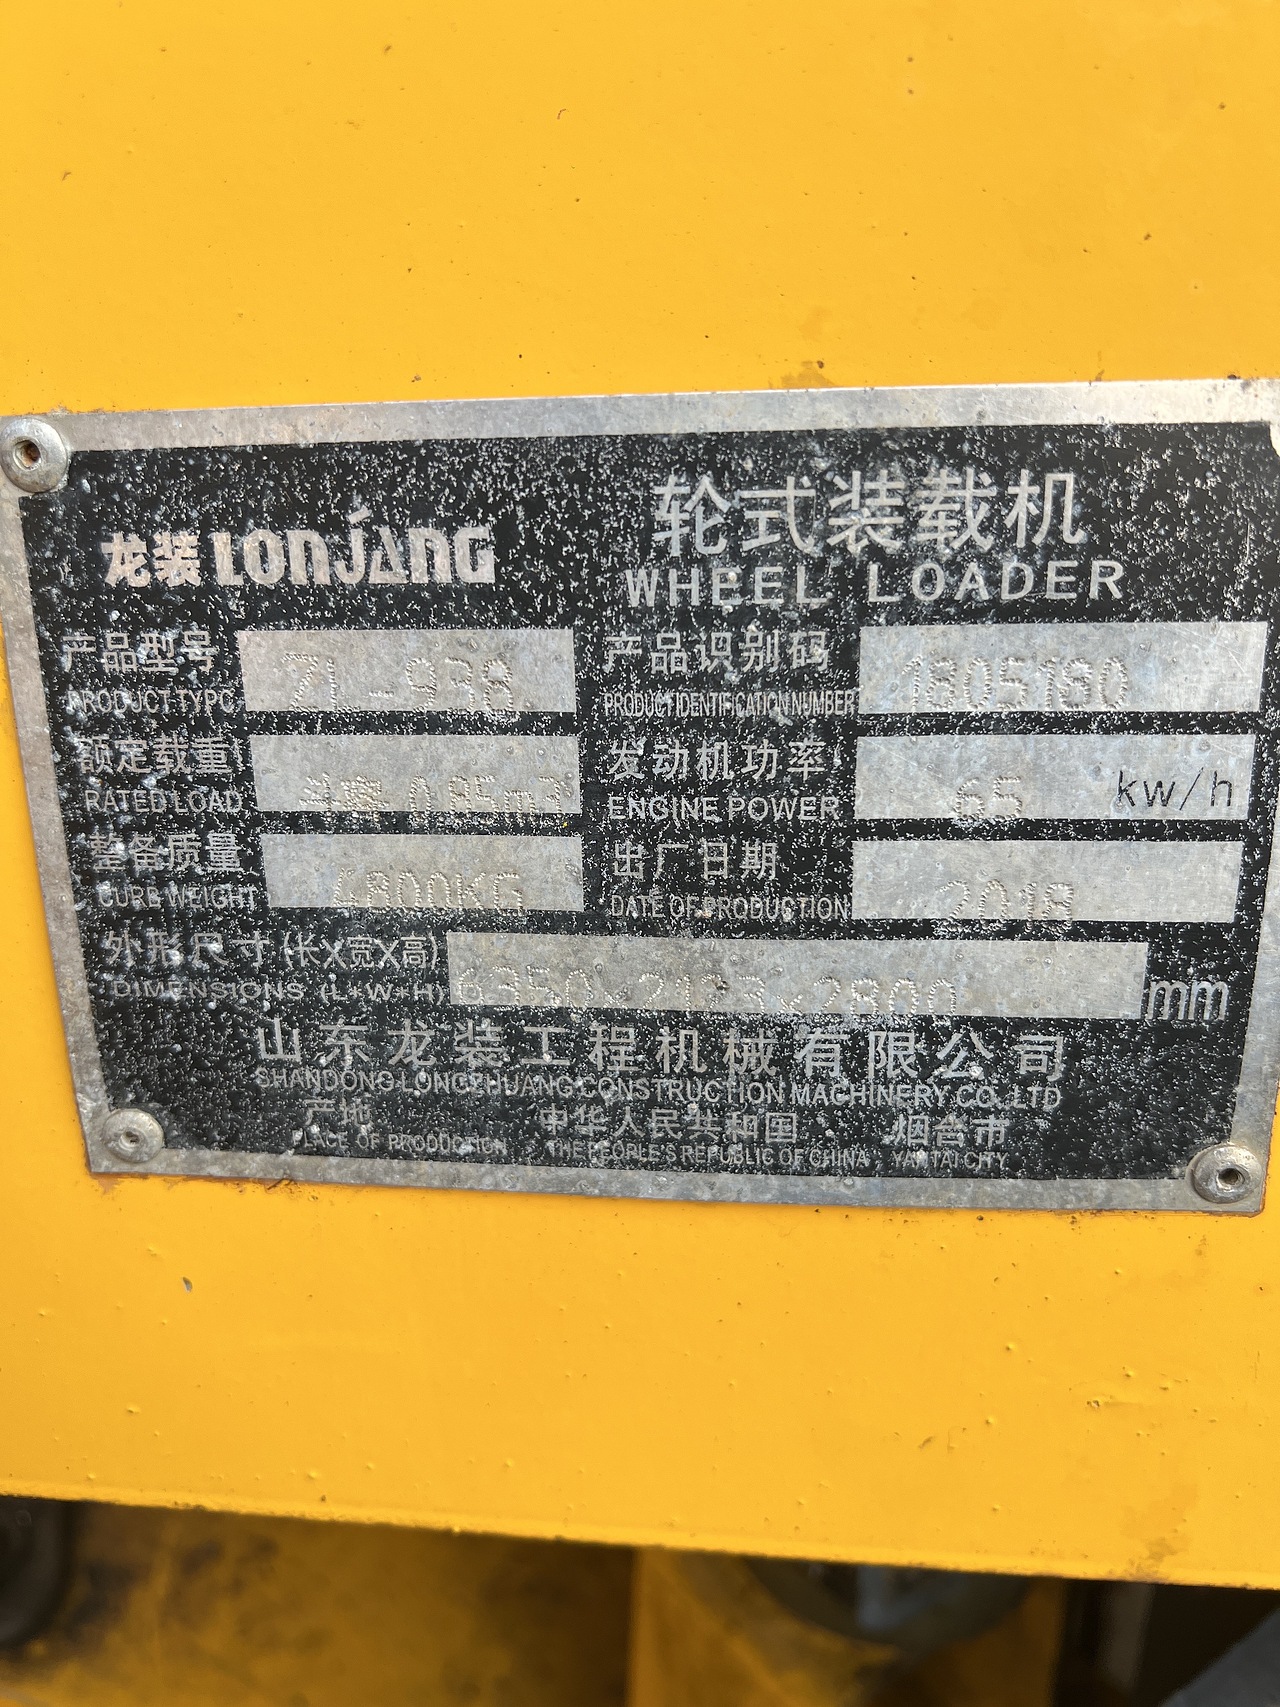 龙装 LONJANG
轮式装载机
WHEEL LOADER
产品型号 ZL-938 产品识别码 1805180
PRODUCT TYPC PRODUCT IDENTIFICATION NUMBER
额定载重 斗容 0.85m3 发动机功率 65 kw/h
RATED LOAD ENGINE POWER
整备质量 4800KG 出厂日期 2018
CURB WEIGHT DATE OF PRODUCTION
外形尺寸(长X宽X高) 6350x2123x2800 mm
DIMENSIONS (L+W+H)
山东龙装工程机械有限公司
SHANDONG LONGZHUANG CONSTRUCTION MACHINERY CO.,LTD
产地 中华人民共和国 烟台市
PLACE OF PRODUCTION THE PEOPLE'S REPUBLIC OF CHINA YANTAI CITY